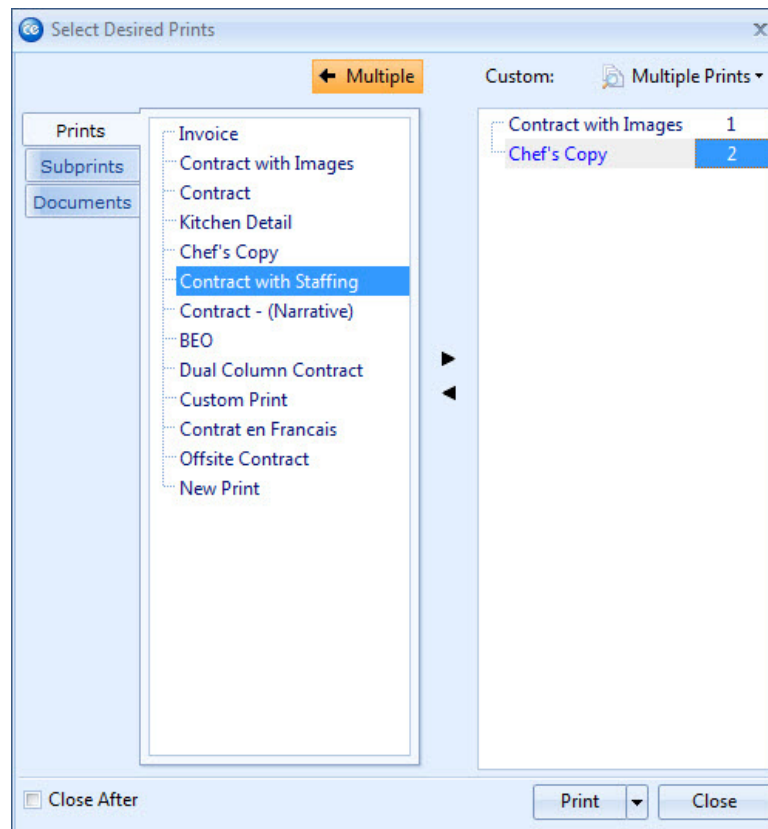 ce Select Desired Prints x
← Multiple Custom: Multiple Prints
Prints
Subprints
Documents
Invoice
Contract with Images
Contract
Kitchen Detail
Chef's Copy
Contract with Staffing
Contract - (Narrative)
BEO
Dual Column Contract
Custom Print
Contrat en Francais
Offsite Contract
New Print
Contract with Images 1
Chef's Copy 2
Close After Print Close